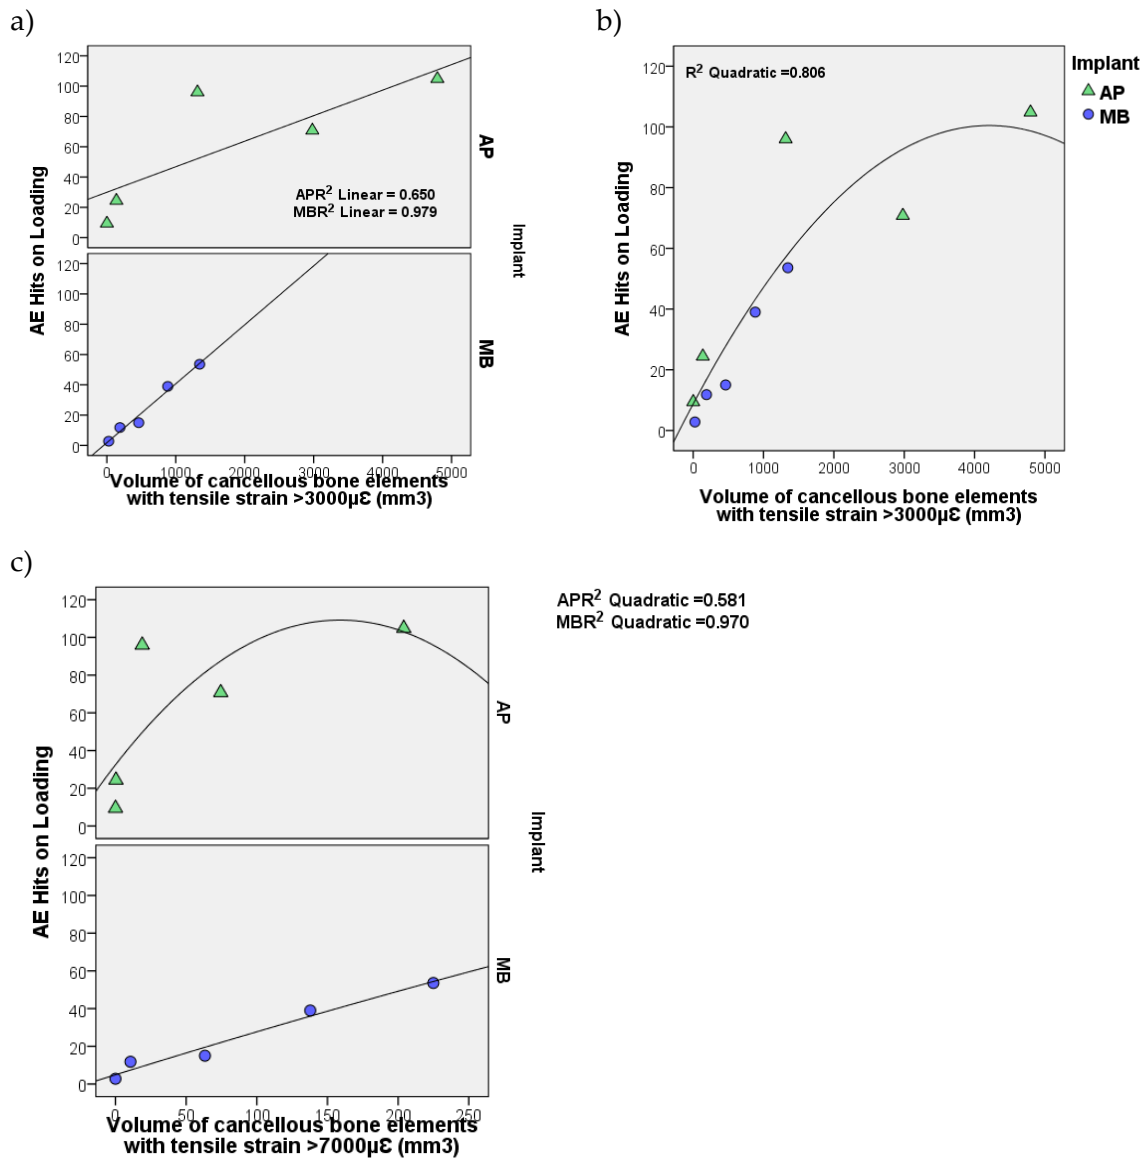 a)
120
100
80
60
40
20
0
AP
APR2 Linear = 0.650
MBR2 Linear = 0.979
AE Hits on Loading
Implant
120
100
80
60
40
20
0
MB
0 1000 2000 3000 4000 5000
Volume of cancellous bone elements
with tensile strain >3000µƐ (mm3)
b)
R2 Quadratic =0.806
120
100
80
60
40
20
0
AE Hits on Loading
0 1000 2000 3000 4000 5000
Volume of cancellous bone elements
with tensile strain >3000µƐ (mm3)
Implant
AP
MB
c)
120
100
80
60
40
20
0
AP
APR2 Quadratic =0.581
MBR2 Quadratic =0.970
AE Hits on Loading
Implant
120
100
80
60
40
20
0
MB
0 50 100 150 200 250
Volume of cancellous bone elements
with tensile strain >7000µƐ (mm3)